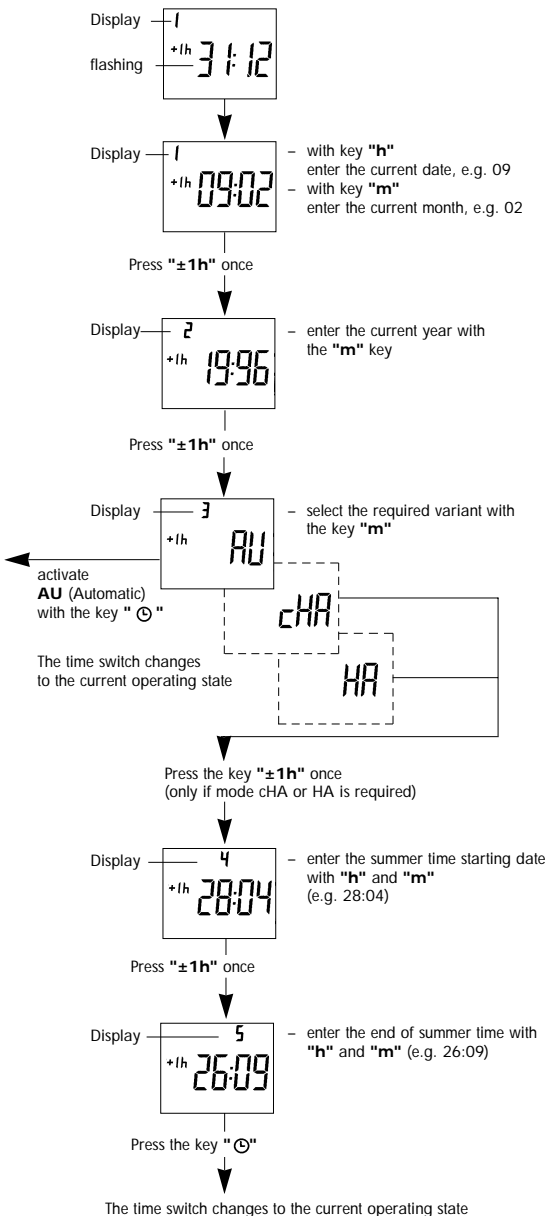 Display
1
+1h
flashing
31:12
Display
1
+1h
09:02
– with key "h"
enter the current date, e.g. 09
– with key "m"
enter the current month, e.g. 02
Press "±1h" once
Display
2
+1h
19:96
– enter the current year with
the "m" key
Press "±1h" once
Display
3
+1h
AU
– select the required variant with
the key "m"
activate
AU (Automatic)
with the key "🕒"
cHA
The time switch changes
to the current operating state
HA
Press the key "±1h" once
(only if mode cHA or HA is required)
Display
4
+1h
28:04
– enter the summer time starting date
with "h" and "m"
(e.g. 28:04)
Press "±1h" once
Display
5
+1h
26:09
– enter the end of summer time with
"h" and "m" (e.g. 26:09)
Press the key "🕒"
The time switch changes to the current operating state